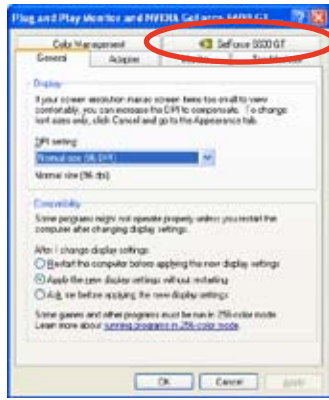 Plug and Play Monitor and NVIDIA GeForce 6600 GT
Color Management
GeForce 6600 GT
General
Adapter
Display
If your screen resolution makes screen items too small to view
comfortably, you can increase the DPI to compensate. To change
font sizes only, click Cancel and go to the Appearance tab.
DPI setting:
Normal size (96 DPI)
Normal size (96 dpi)
Compatibility
Some programs might not operate properly unless you restart the
computer after changing display settings.
After I change display settings:
Restart the computer before applying the new display settings
Apply the new display settings without restarting
Ask me before applying the new display settings
Some games and other programs must be run in 256-color mode.
Learn more about running programs in 256-color mode.
OK
Cancel
Apply